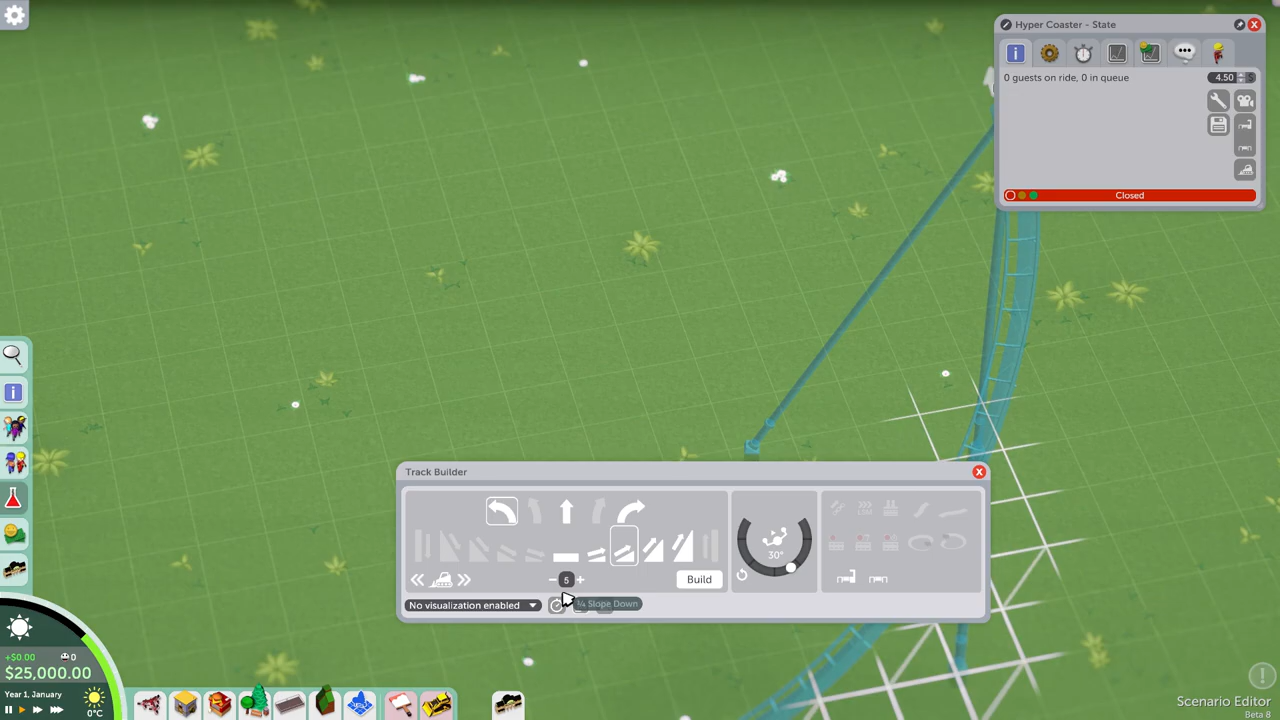 Hyper Coaster - State
0 guests on ride, 0 in queue
4.50
Closed
Track Builder
30°
5
Build
No visualization enabled
¼ Slope Down
+$0.00
0
$25,000.00
Year 1, January
0°C
Scenario Editor
Beta 8